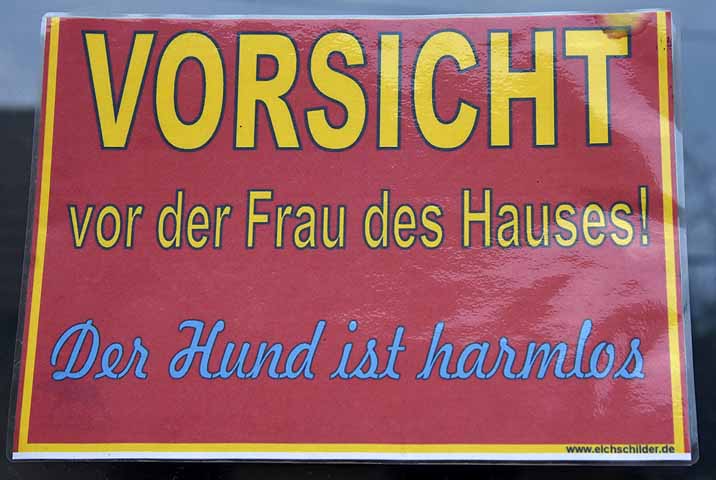 VORSICHT
vor der Frau des Hauses!
Der Hund ist harmlos
www.elchschilder.de